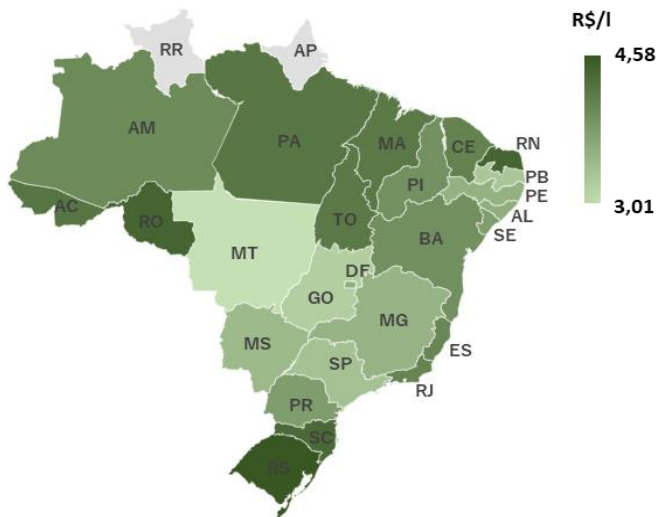 R$/l
4,58
3,01
RR
AP
AM
PA
MA
CE
RN
PB
PI
PE
AC
AL
TO
RO
SE
BA
MT
DF
GO
MG
MS
ES
SP
RJ
PR
SC
RS